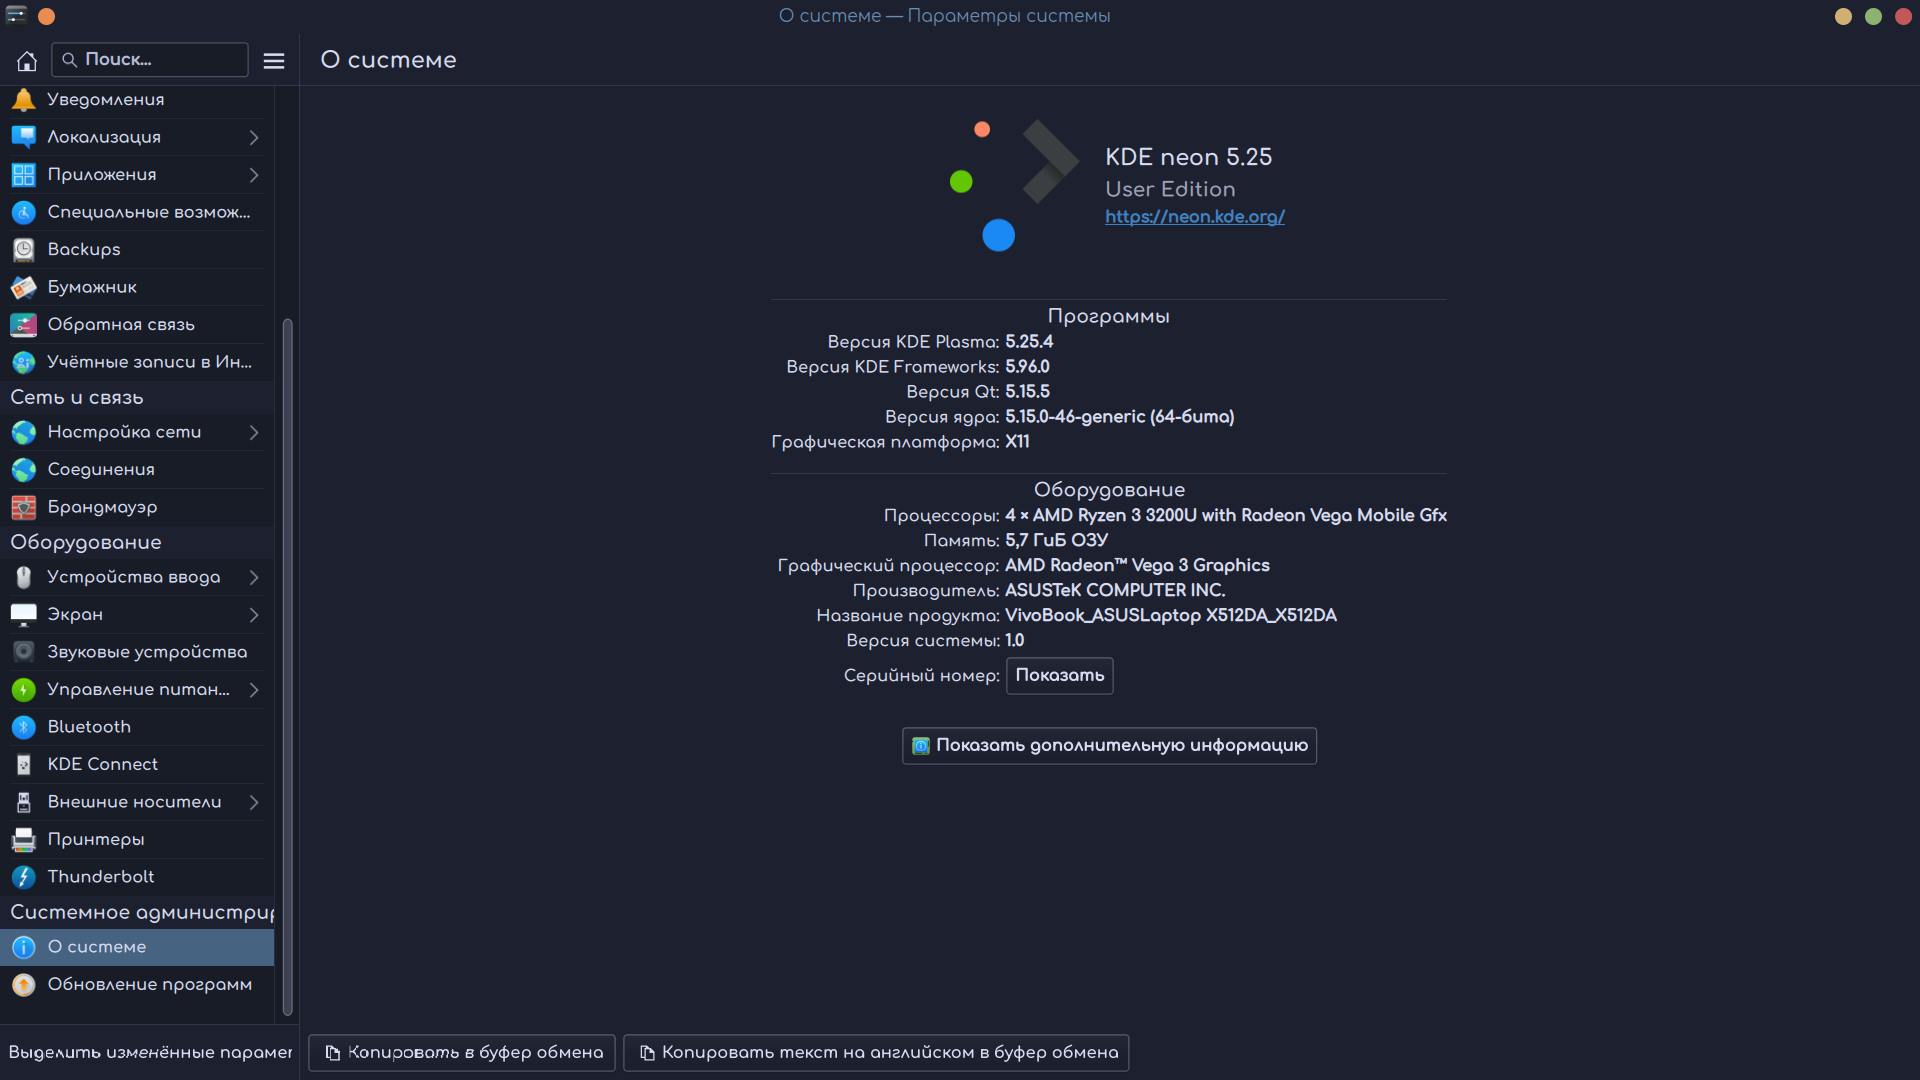 О системе — Параметры системы
Поиск...
О системе
Уведомления
Локализация
Приложения
Специальные возмож...
Backups
Бумажник
Обратная связь
Учётные записи в Ин...
Сеть и связь
Настройка сети
Соединения
Брандмауэр
Оборудование
Устройства ввода
Экран
Звуковые устройства
Управление питан...
Bluetooth
KDE Connect
Внешние носители
Принтеры
Thunderbolt
Системное администрир
О системе
Обновление программ
Выделить изменённые парамет
KDE neon 5.25
User Edition
https://neon.kde.org/
Программы
Версия KDE Plasma: 5.25.4
Версия KDE Frameworks: 5.96.0
Версия Qt: 5.15.5
Версия ядра: 5.15.0-46-generic (64-бита)
Графическая платформа: X11
Оборудование
Процессоры: 4 × AMD Ryzen 3 3200U with Radeon Vega Mobile Gfx
Память: 5,7 ГиБ ОЗУ
Графический процессор: AMD Radeon™ Vega 3 Graphics
Производитель: ASUSTeK COMPUTER INC.
Название продукта: VivoBook_ASUSLaptop X512DA_X512DA
Версия системы: 1.0
Серийный номер: Показать
Показать дополнительную информацию
Копировать в буфер обмена
Копировать текст на английском в буфер обмена